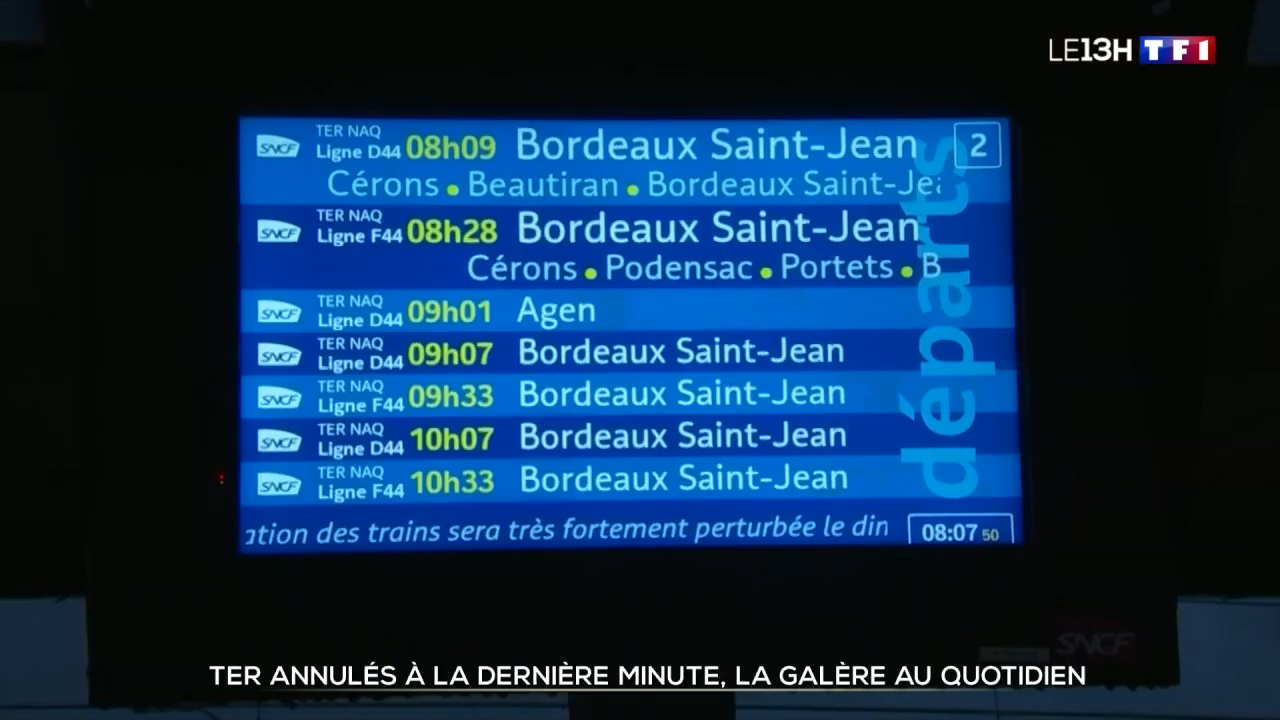 LE13H TF1
TER NAQ
SNCF Ligne D44 08h09 Bordeaux Saint-Jean 2
Cérons • Beautiran • Bordeaux Saint-Je
TER NAQ
SNCF Ligne F44 08h28 Bordeaux Saint-Jean
Cérons • Podensac • Portets • B
TER NAQ
SNCF Ligne D44 09h01 Agen
TER NAQ
SNCF Ligne D44 09h07 Bordeaux Saint-Jean
TER NAQ
SNCF Ligne F44 09h33 Bordeaux Saint-Jean
TER NAQ
SNCF Ligne D44 10h07 Bordeaux Saint-Jean
TER NAQ
SNCF Ligne F44 10h33 Bordeaux Saint-Jean
départs
ation des trains sera très fortement perturbée le din 08:07 50
SNCF
TER ANNULÉS À LA DERNIÈRE MINUTE, LA GALÈRE AU QUOTIDIEN